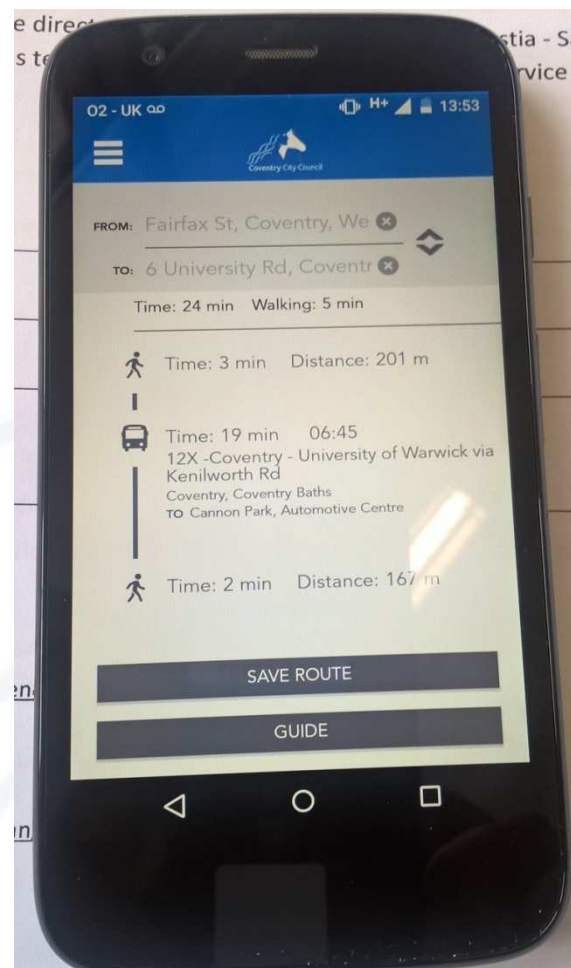 e direct
s te
stia - S
rvice
O2 - UK
H+ 13:53
Coventry City Council
FROM: Fairfax St, Coventry, We
TO: 6 University Rd, Coventr
Time: 24 min Walking: 5 min
Time: 3 min Distance: 201 m
Time: 19 min 06:45
12X -Coventry - University of Warwick via
Kenilworth Rd
Coventry, Coventry Baths
TO Cannon Park, Automotive Centre
Time: 2 min Distance: 167 m
SAVE ROUTE
GUIDE